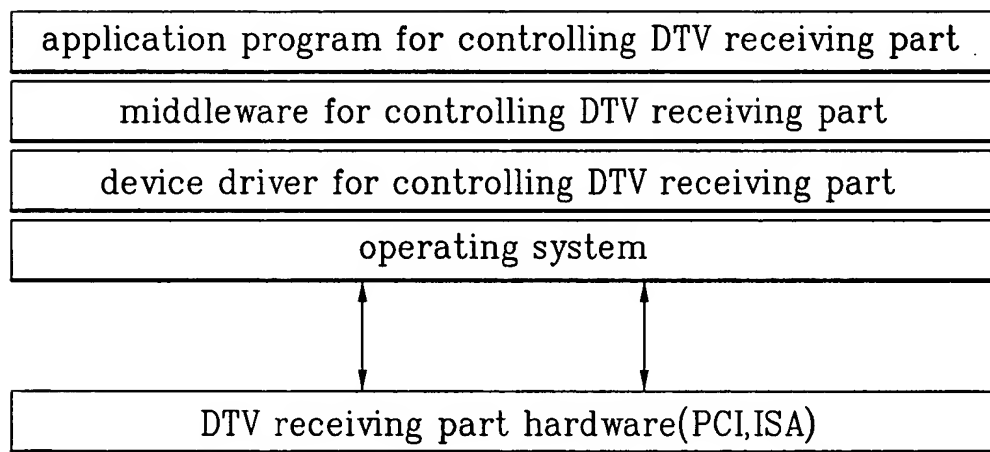 application program for controlling DTV receiving part
middleware for controlling DTV receiving part
device driver for controlling DTV receiving part
operating system
DTV receiving part hardware(PCI,ISA)